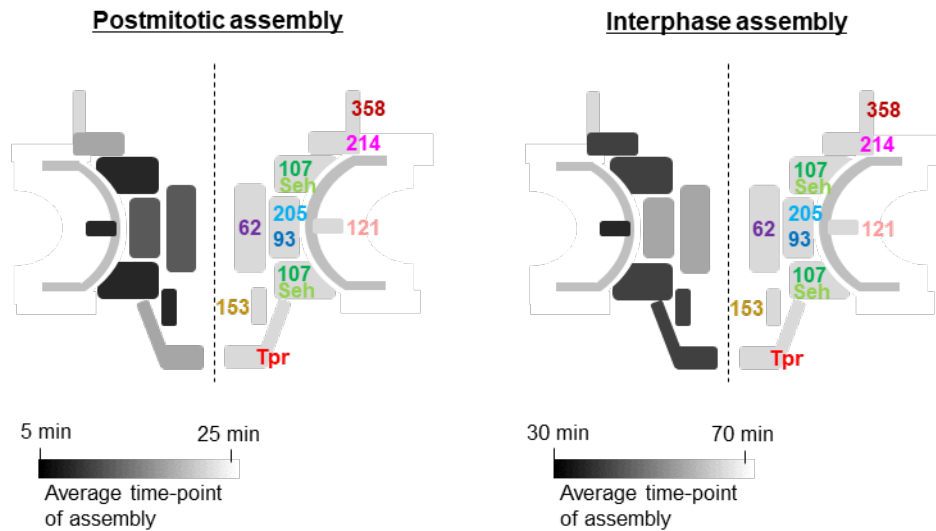 Postmitotic assembly
358
214
107
Seh
205
62
93
121
107
Seh
153
Tpr
5 min
25 min
Average time-point
of assembly
Interphase assembly
358
214
107
Seh
205
62
93
121
107
Seh
153
Tpr
30 min
70 min
Average time-point
of assembly